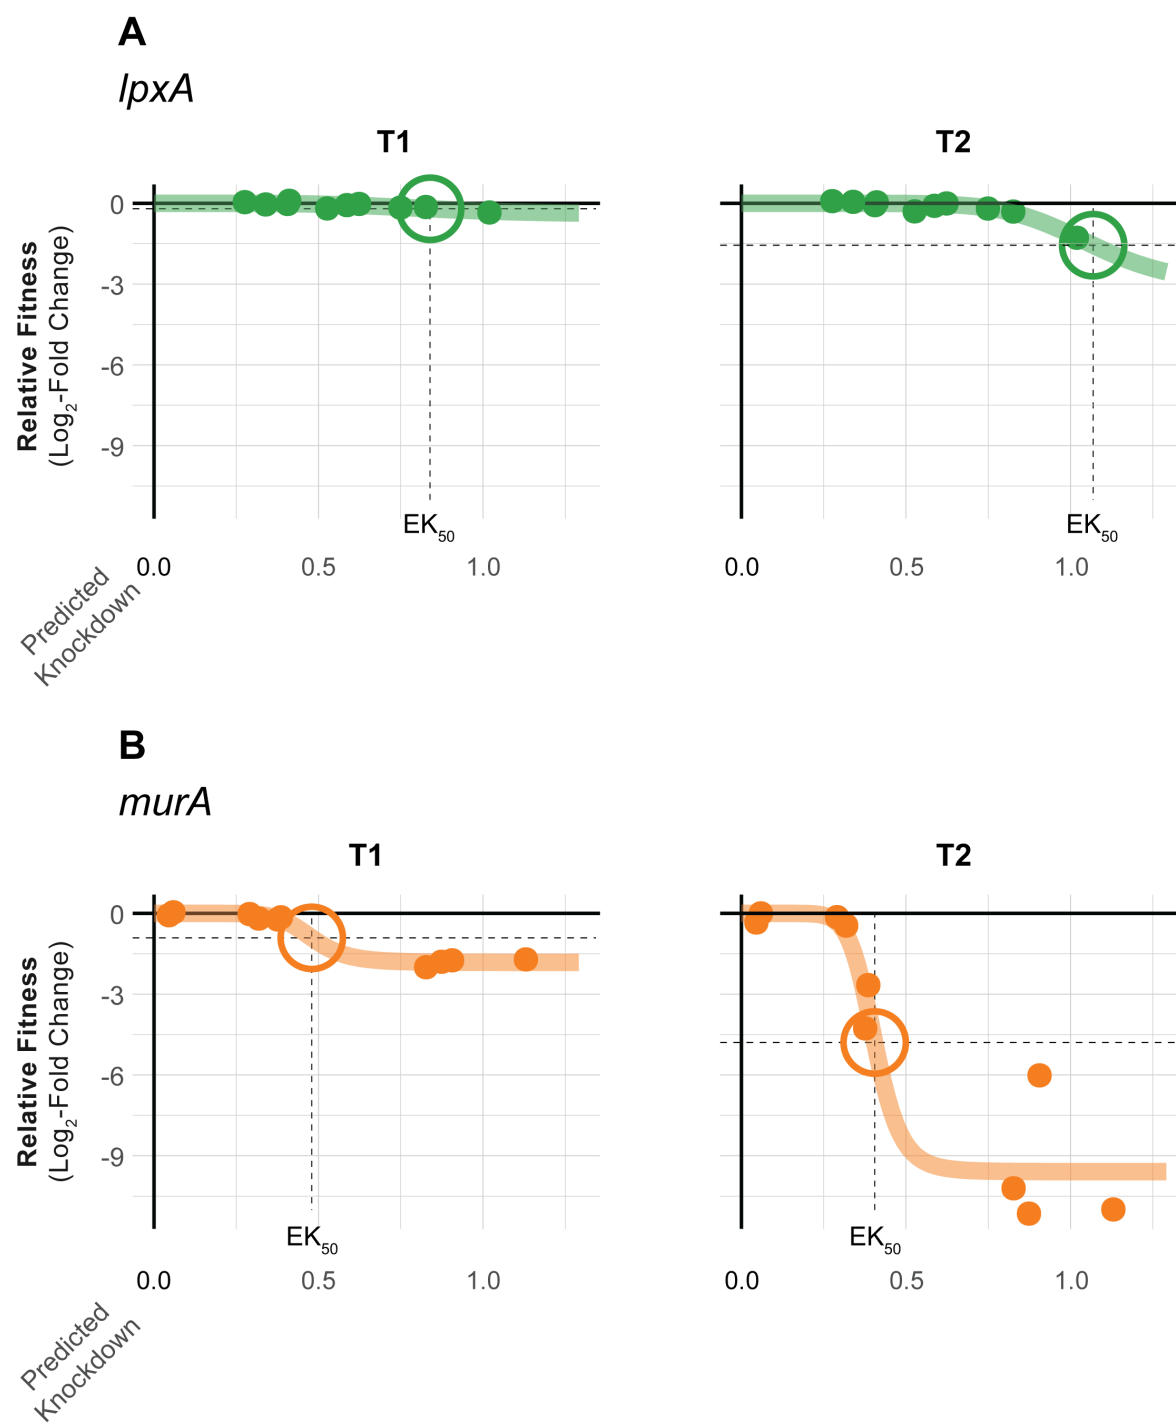 A
lpxA
T1
T2
Relative Fitness
(Log2-Fold Change)
0
-3
-6
-9
EK50
EK50
0.0
0.5
1.0
0.0
0.5
1.0
Predicted
Knockdown
B
murA
T1
T2
Relative Fitness
(Log2-Fold Change)
0
-3
-6
-9
EK50
EK50
0.0
0.5
1.0
0.0
0.5
1.0
Predicted
Knockdown